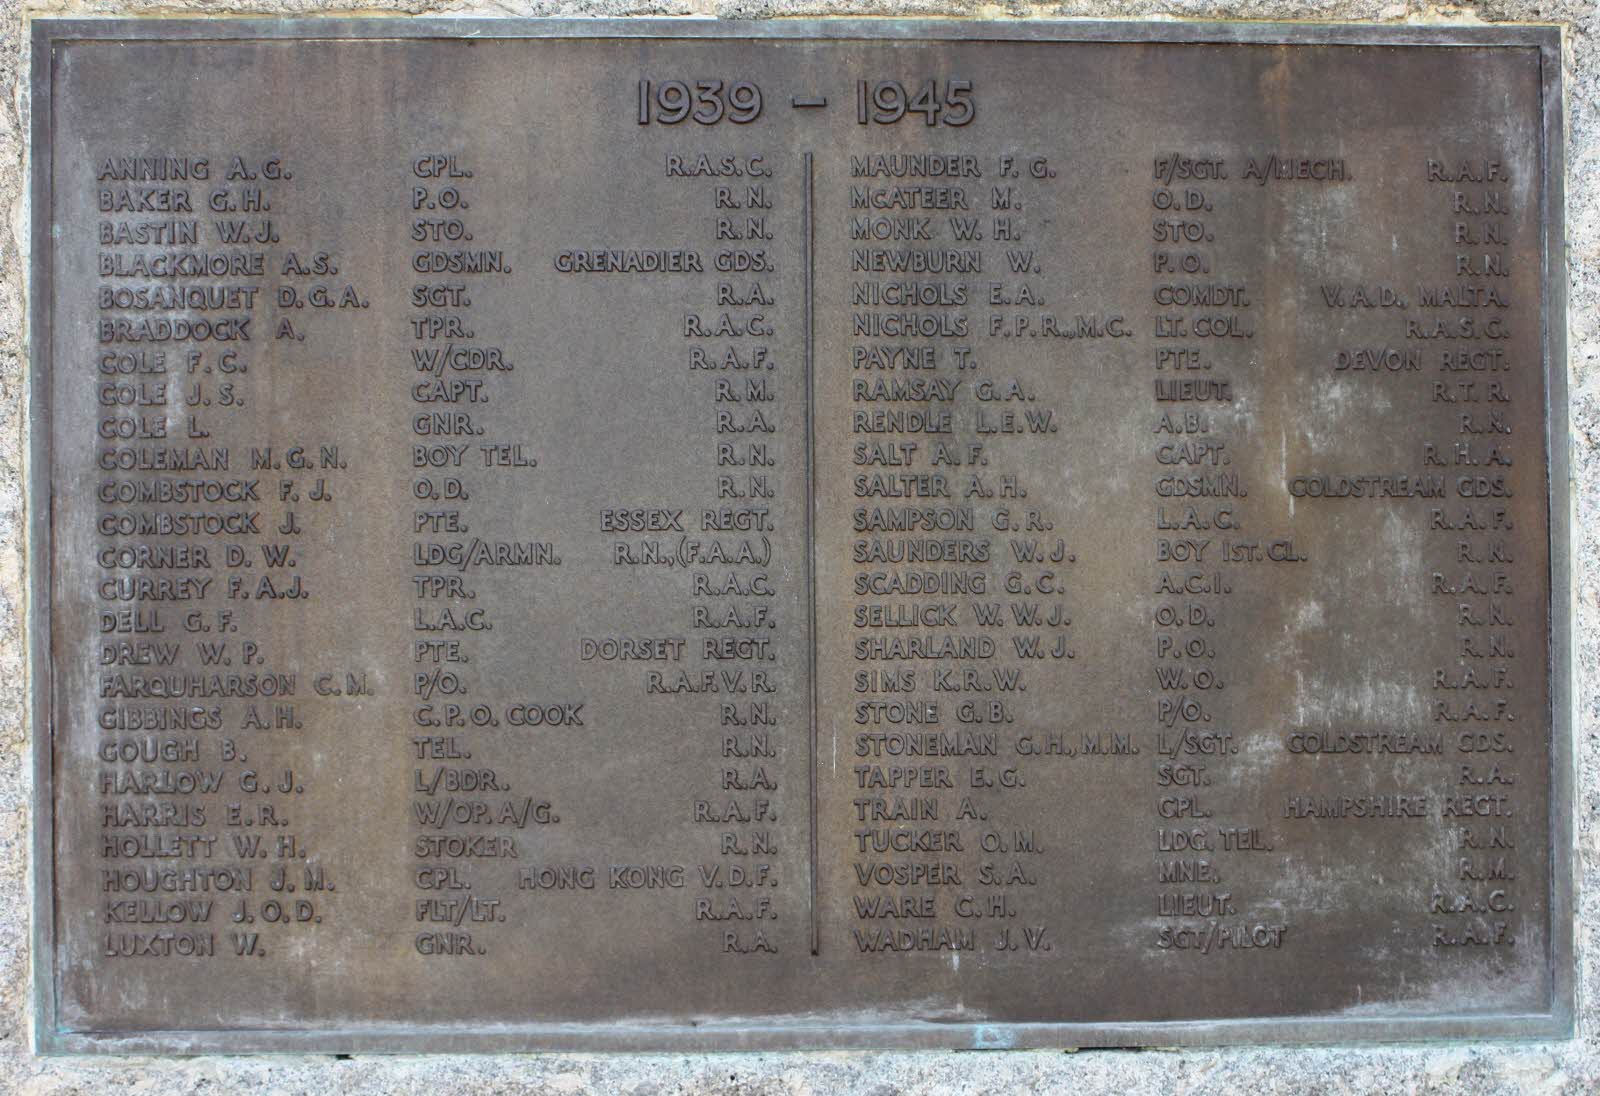 1939 – 1945
ANNING A.G. CPL. R.A.S.C.
BAKER G.H. P.O. R.N.
BASTIN W.J. STO. R.N.
BLACKMORE A.S. GDSMN. GRENADIER GDS.
BOSANQUET D.G.A. SGT. R.A.
BRADDOCK A. TPR. R.A.C.
COLE F.C. W/CDR. R.A.F.
COLE J.S. CAPT. R.M.
COLE L. GNR. R.A.
COLEMAN M.G.N. BOY TEL. R.N.
COMBSTOCK F.J. O.D. R.N.
COMBSTOCK J. PTE. ESSEX REGT.
CORNER D.W. LDG/ARMN. R.N.,(F.A.A.)
CURREY F.A.J. TPR. R.A.C.
DELL G.F. L.A.C. R.A.F.
DREW W.P. PTE. DORSET REGT.
FARQUHARSON C.M. P/O. R.A.F.V.R.
GIBBINGS A.H. C.P.O. COOK R.N.
GOUGH B. TEL. R.N.
HARLOW G.J. L/BDR. R.A.
HARRIS E.R. W/OP. A/G. R.A.F.
HOLLETT W.H. STOKER R.N.
HOUGHTON J.M. CPL. HONG KONG V.D.F.
KELLOW J.O.D. FLT/LT. R.A.F.
LUXTON W. GNR. R.A.
MAUNDER F.G. F/SGT. A/MECH. R.A.F.
MCATEER M. O.D. R.N.
MONK W.H. STO. R.N.
NEWBURN W. P.O. R.N.
NICHOLS E.A. COMDT. V.A.D., MALTA.
NICHOLS F.P.R.,M.C. LT. COL. R.A.S.C.
PAYNE T. PTE. DEVON REGT.
RAMSAY G.A. LIEUT. R.T.R.
RENDLE L.E.W. A.B. R.N.
SALT A.F. CAPT. R.H.A.
SALTER A.H. GDSMN. COLDSTREAM GDS.
SAMPSON G.R. L.A.C. R.A.F.
SAUNDERS W.J. BOY 1ST. CL. R.N.
SCADDING G.C. A.C.I. R.A.F.
SELLICK W.W.J. O.D. R.N.
SHARLAND W.J. P.O. R.N.
SIMS K.R.W. W.O. R.A.F.
STONE G.B. P/O. R.A.F.
STONEMAN G.H.,M.M. L/SGT. COLDSTREAM GDS.
TAPPER E.G. SGT. R.A.
TRAIN A. CPL. HAMPSHIRE REGT.
TUCKER O.M. LDG. TEL. R.N.
VOSPER S.A. MNE. R.M.
WARE C.H. LIEUT. R.A.C.
WADHAM J.V. SGT/PILOT R.A.F.